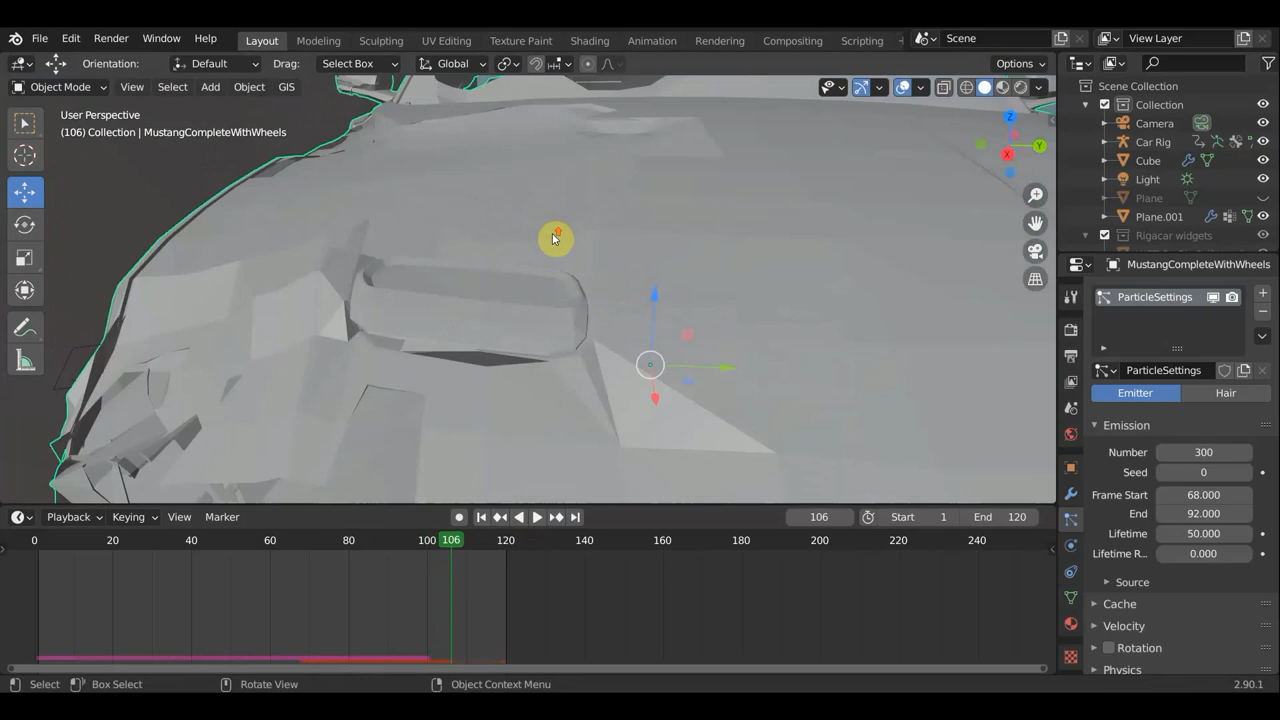 File Edit Render Window Help Layout Modeling Sculpting UV Editing Texture Paint Shading Animation Rendering Compositing Scripting Scene View Layer
Orientation: Default Drag: Select Box Global Options
Object Mode View Select Add Object GIS
User Perspective
(106) Collection | MustangCompleteWithWheels
Z
Y
X
Scene Collection
Collection
Camera
Car Rig
Cube
Light
Plane
Plane.001
Rigacar widgets
MustangCompleteWithWheels
ParticleSettings
ParticleSettings
Emitter Hair
Emission
Number 300
Seed 0
Frame Start 68.000
End 92.000
Lifetime 50.000
Lifetime R... 0.000
Source
Cache
Velocity
Rotation
Physics
Playback Keying View Marker 106 Start 1 End 120
0 20 40 60 80 100 106 120 140 160 180 200 220 240
Select Box Select Rotate View Object Context Menu 2.90.1